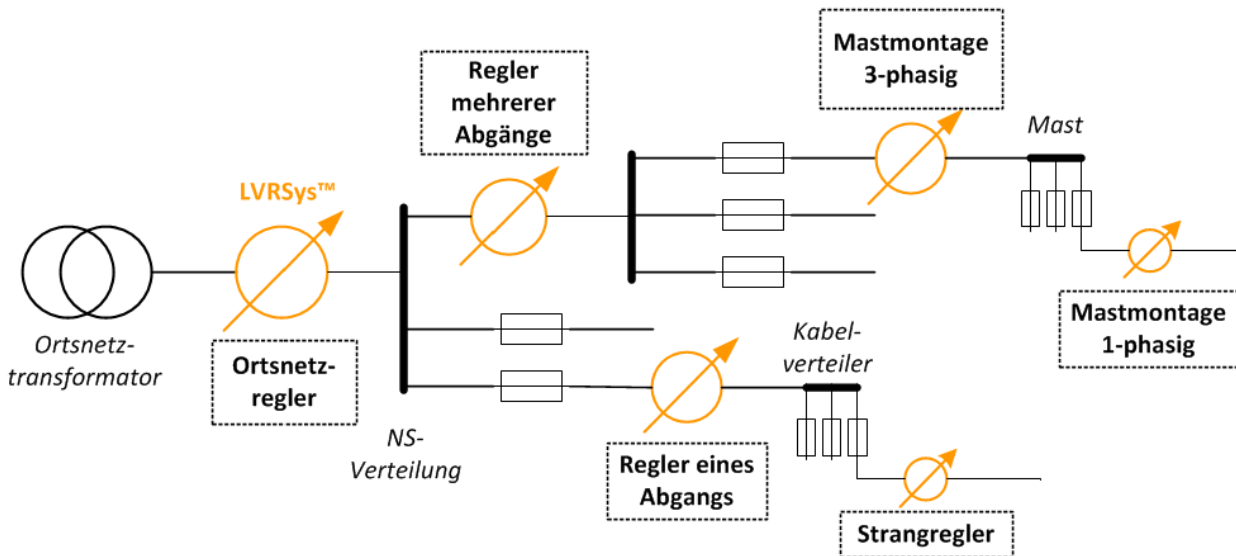 Mastmontage
3-phasig
Regler
mehrerer
Abgänge
Mast
LVRSys™
Mastmontage
1-phasig
Ortsnetz-
transformator
Ortsnetz-
regler
Kabel-
verteiler
NS-
Verteilung
Regler eines
Abgangs
Strangregler